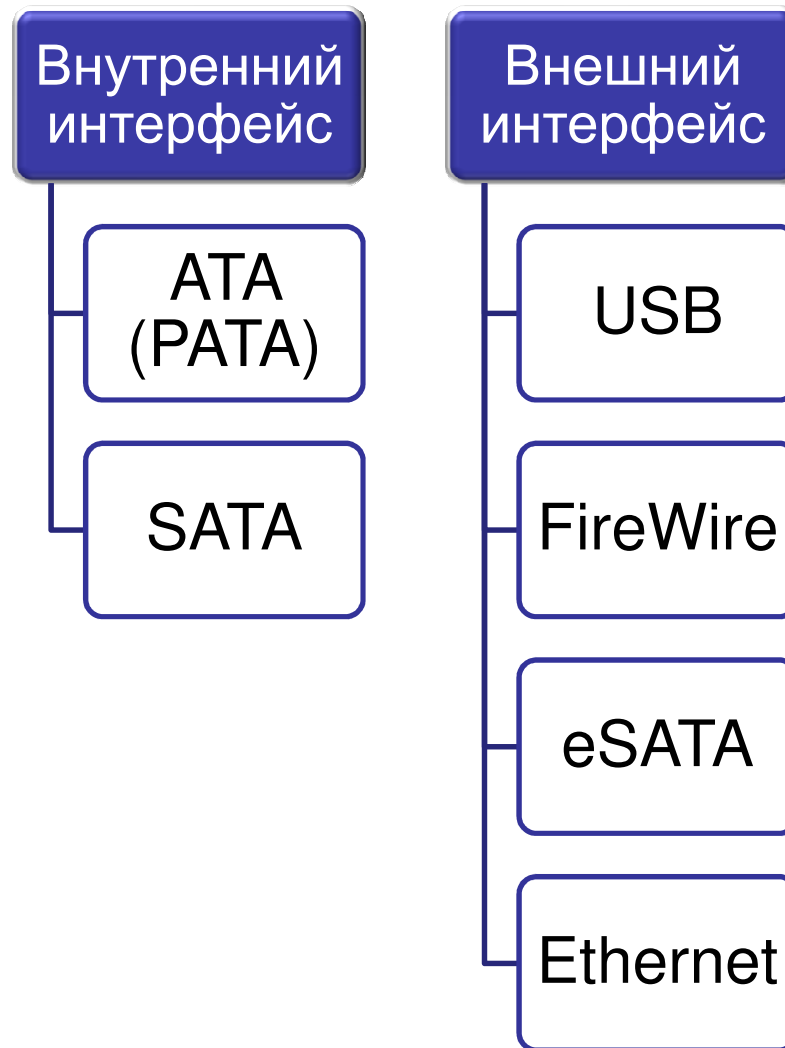 Внутренний
интерфейс
ATA
(PATA)
SATA
Внешний
интерфейс
USB
FireWire
eSATA
Ethernet